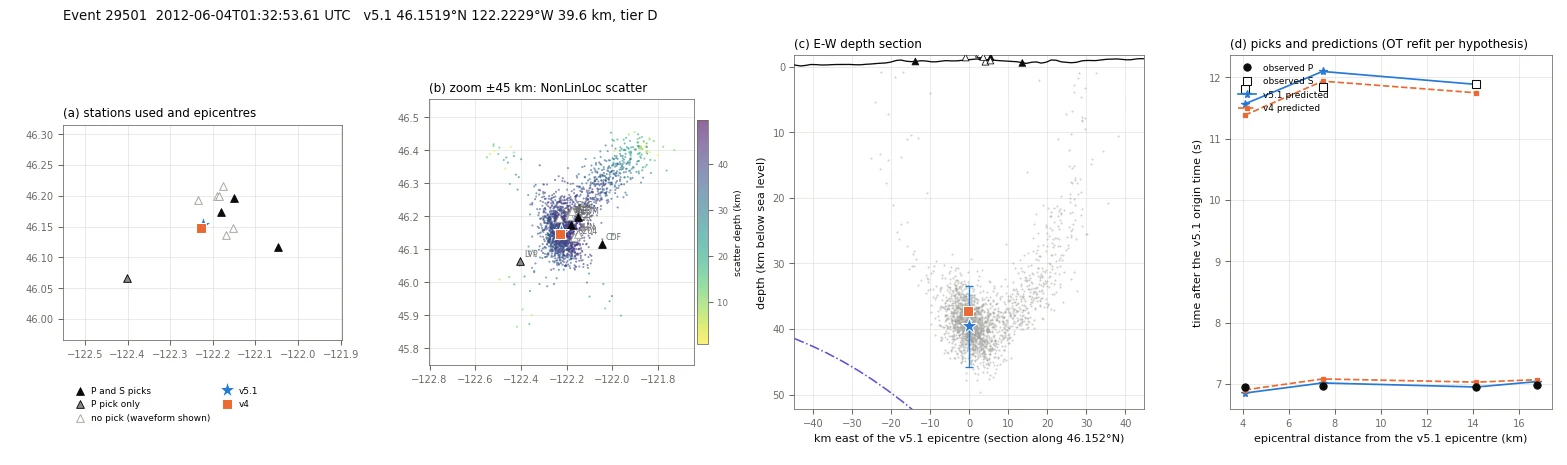 Event 29501  2012-06-04T01:32:53.61 UTC   v5.1 46.1519°N 122.2229°W 39.6 km, tier D
(a) stations used and epicentres
46.30
46.25
46.20
46.15
46.10
46.05
46.00
−122.5 −122.4 −122.3 −122.2 −122.1 −122.0 −121.9
P and S picks
P pick only
no pick (waveform shown)
v5.1
v4
(b) zoom ±45 km: NonLinLoc scatter
46.5
46.4
46.3
46.2
46.1
46.0
45.9
45.8
−122.8 −122.6 −122.4 −122.2 −122.0 −121.8
CDF
40
30
20
10
scatter depth (km)
(c) E-W depth section
0
10
20
30
40
50
depth (km below sea level)
−40 −30 −20 −10 0 10 20 30 40
km east of the v5.1 epicentre (section along 46.152°N)
(d) picks and predictions (OT refit per hypothesis)
observed P
observed S
v5.1 predicted
v4 predicted
12
11
10
9
8
7
time after the v5.1 origin time (s)
4 6 8 10 12 14 16
epicentral distance from the v5.1 epicentre (km)